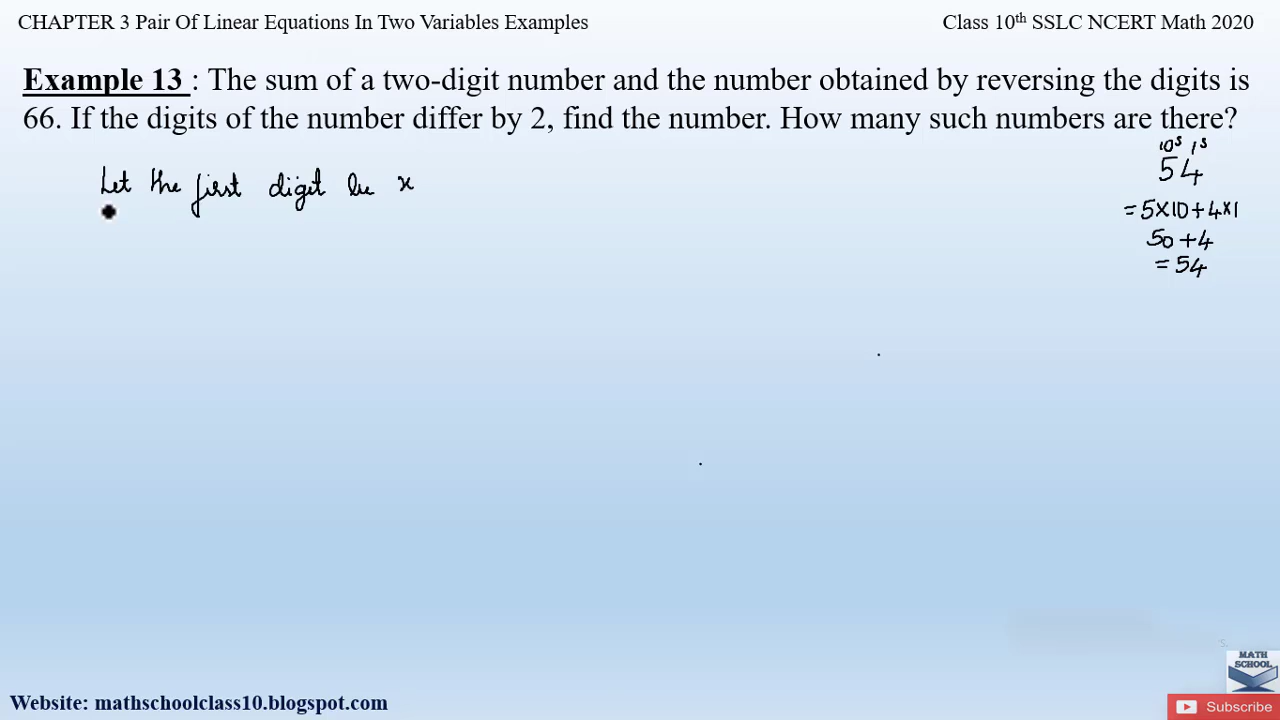 CHAPTER 3 Pair Of Linear Equations In Two Variables Examples
Class 10th SSLC NCERT Math 2020
Example 13 : The sum of a two-digit number and the number obtained by reversing the digits is
66. If the digits of the number differ by 2, find the number. How many such numbers are there?
Let the first digit be x
10s 1s
54
= 5×10 + 4×1
50 + 4
= 54
MATH
SCHOOL
Website: mathschoolclass10.blogspot.com
Subscribe